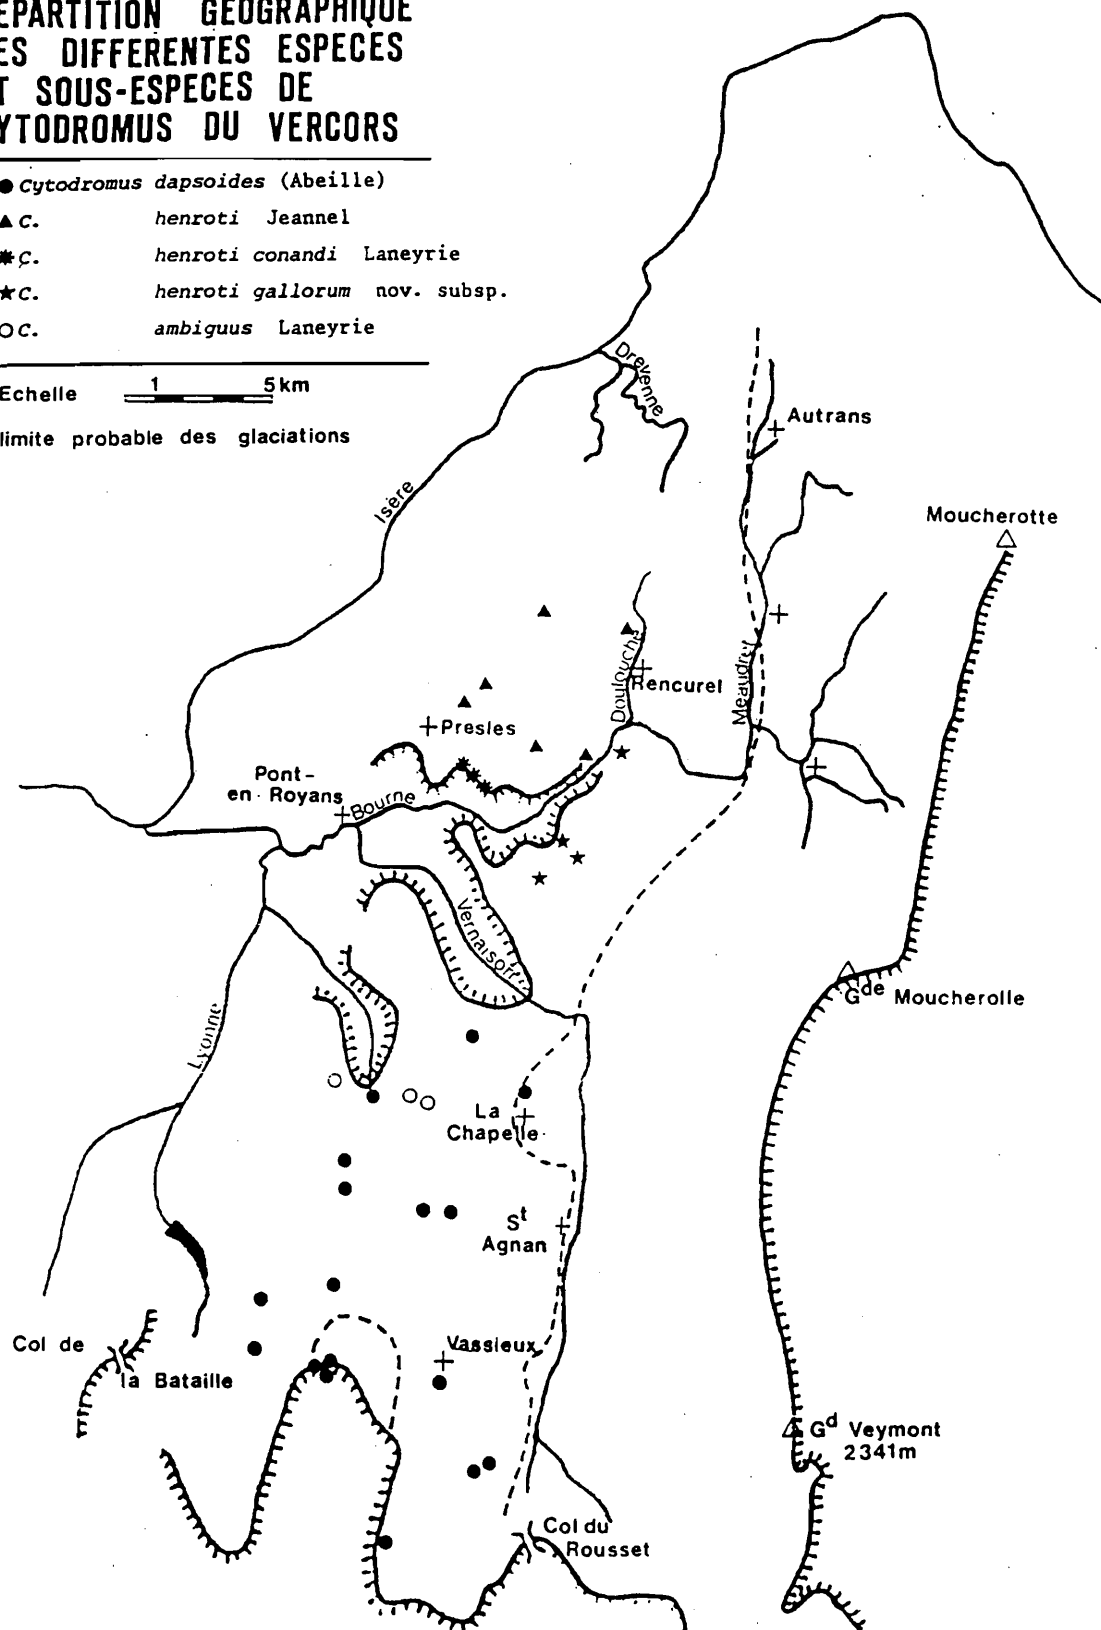 EPARTITION GEOGRAPHIQUE
ES DIFFERENTES ESPECES
T SOUS-ESPECES DE
YTODROMUS DU VERCORS
Cytodromus dapsoides (Abeille)
C. henroti Jeannel
C. henroti conandi Laneyrie
C. henroti gallorum nov. subsp.
C. ambiguus Laneyrie
Echelle 1 5 km
limite probable des glaciations
Drevenne
Autrans
Isère
Moucherotte
Doulouche
Rencurel
Meaudret
Presles
Pont-
en-Royans
Bourne
Vernaison
Gde Moucherolle
Lyonne
La
Chapelle
St
Agnan
Col de
la Bataille
Vassieux
Gd Veymont
2341m
Col du
Rousset